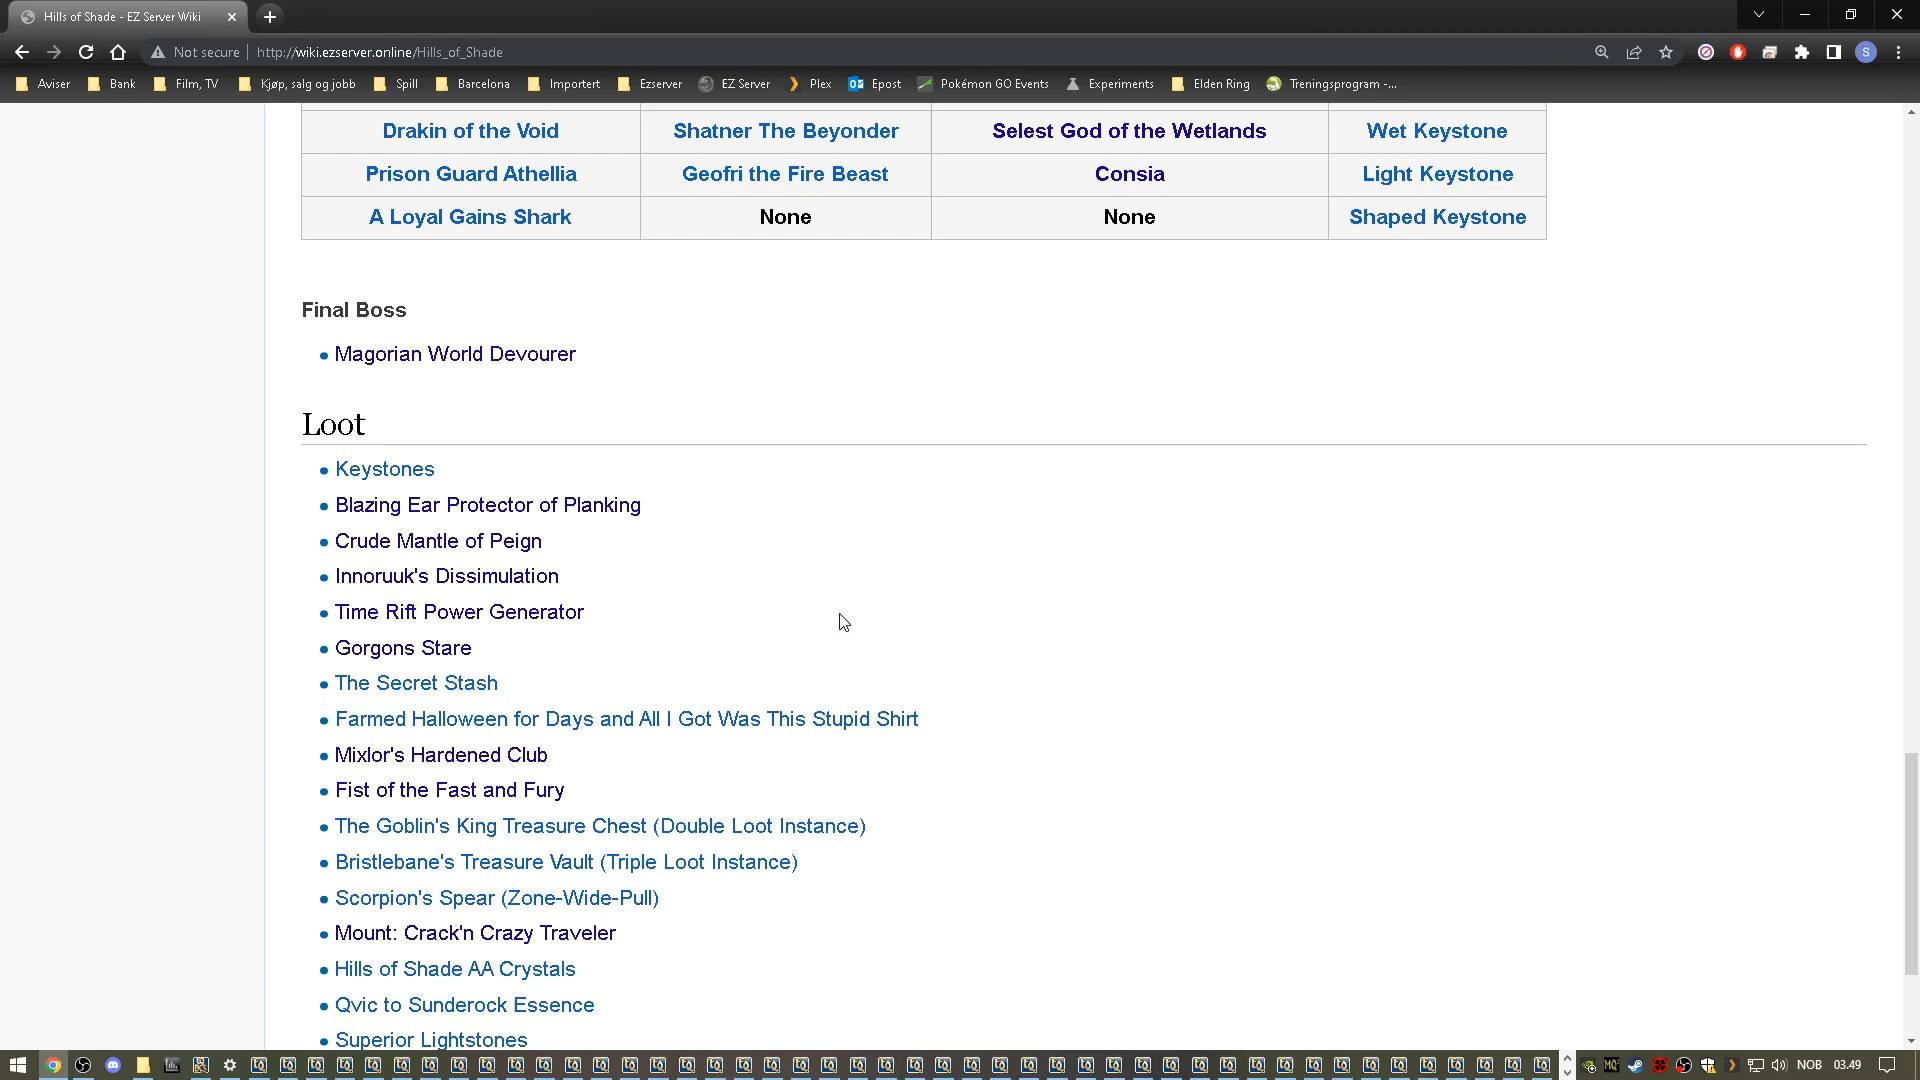 Hills of Shade - EZ Server Wiki
Not secure http://wiki.ezserver.online/Hills_of_Shade
Aviser Bank Film, TV Kjøp, salg og jobb Spill Barcelona Importert Ezserver EZ Server Plex Epost Pokémon GO Events Experiments Elden Ring Treningsprogram -...
Drakin of the Void Shatner The Beyonder Selest God of the Wetlands Wet Keystone
Prison Guard Athellia Geofri the Fire Beast Consia Light Keystone
A Loyal Gains Shark None None Shaped Keystone
Final Boss
Magorian World Devourer
Loot
Keystones
Blazing Ear Protector of Planking
Crude Mantle of Peign
Innoruuk's Dissimulation
Time Rift Power Generator
Gorgons Stare
The Secret Stash
Farmed Halloween for Days and All I Got Was This Stupid Shirt
Mixlor's Hardened Club
Fist of the Fast and Fury
The Goblin's King Treasure Chest (Double Loot Instance)
Bristlebane's Treasure Vault (Triple Loot Instance)
Scorpion's Spear (Zone-Wide-Pull)
Mount: Crack'n Crazy Traveler
Hills of Shade AA Crystals
Qvic to Sunderock Essence
Superior Lightstones
NOB 03.49